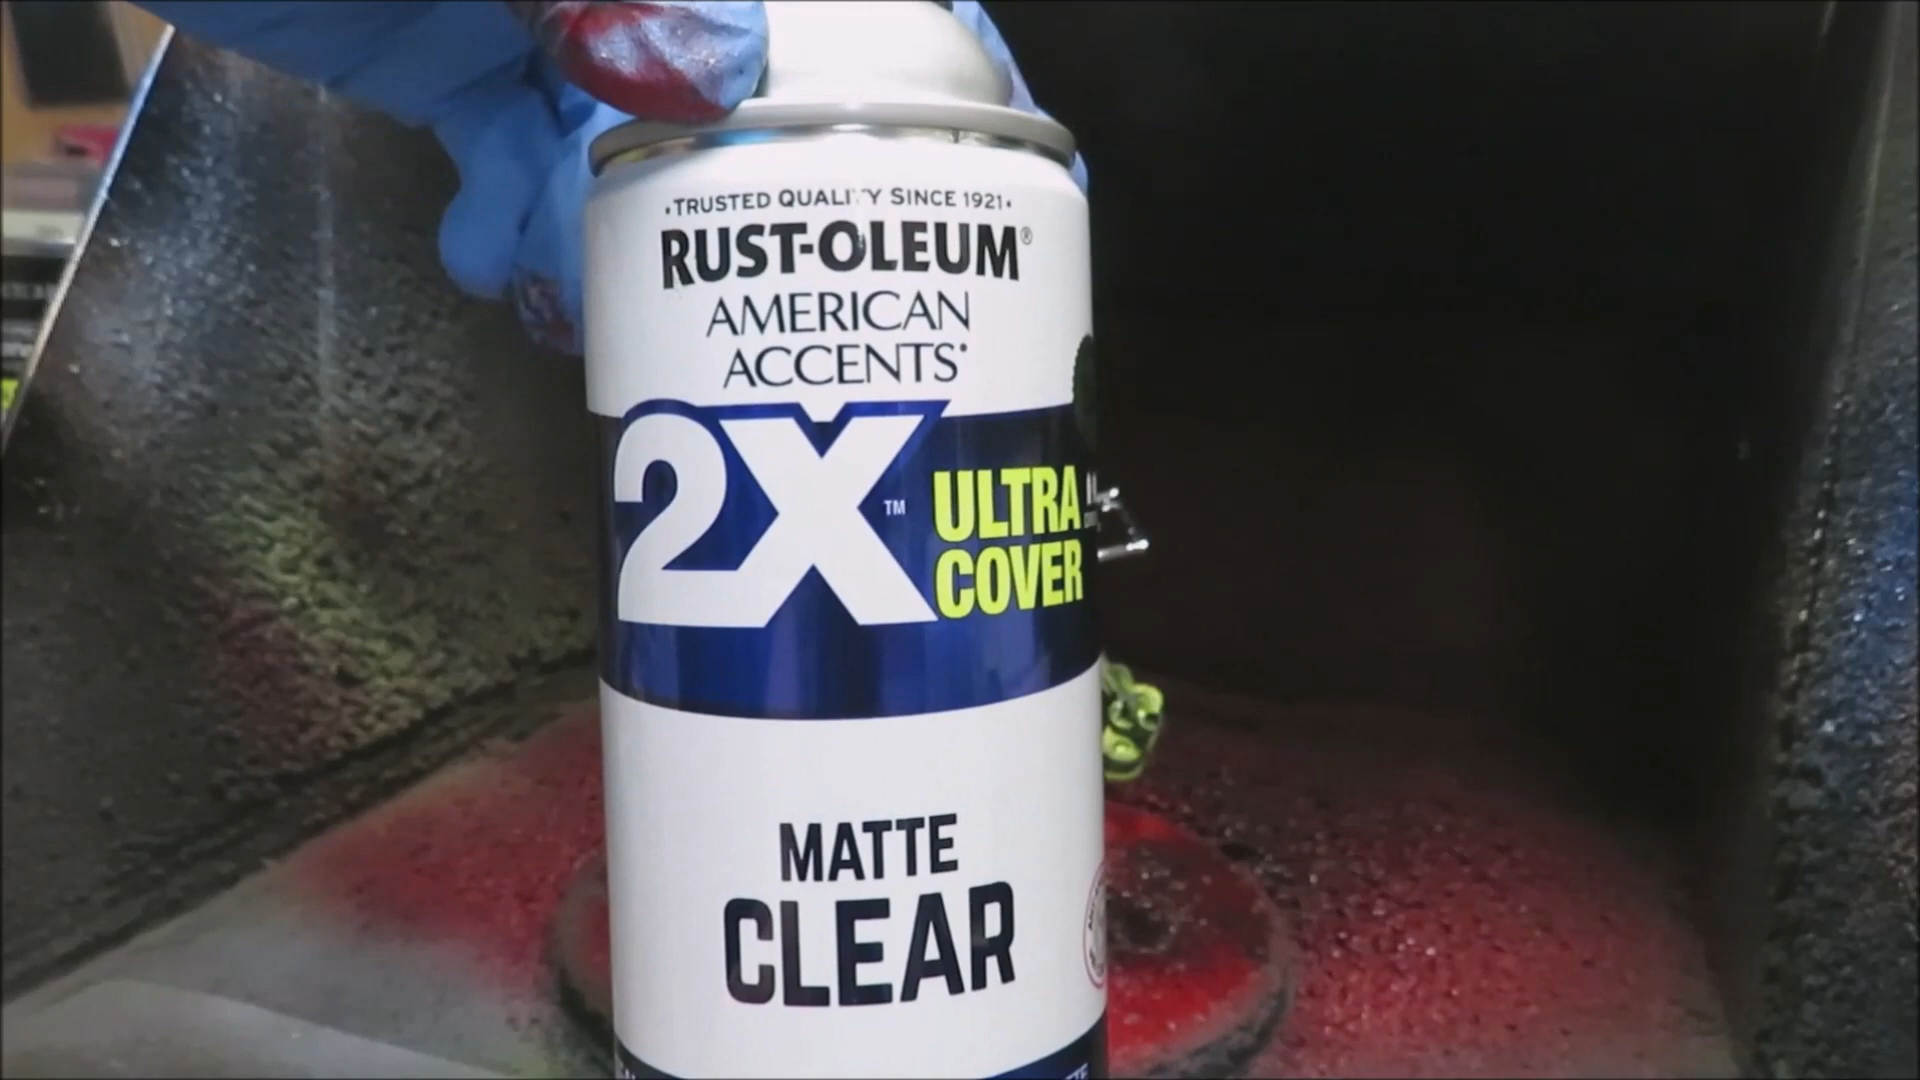 •TRUSTED QUALITY SINCE 1921•
RUST-OLEUM®
AMERICAN
ACCENTS®
2X™
ULTRA
COVER
MATTE
CLEAR